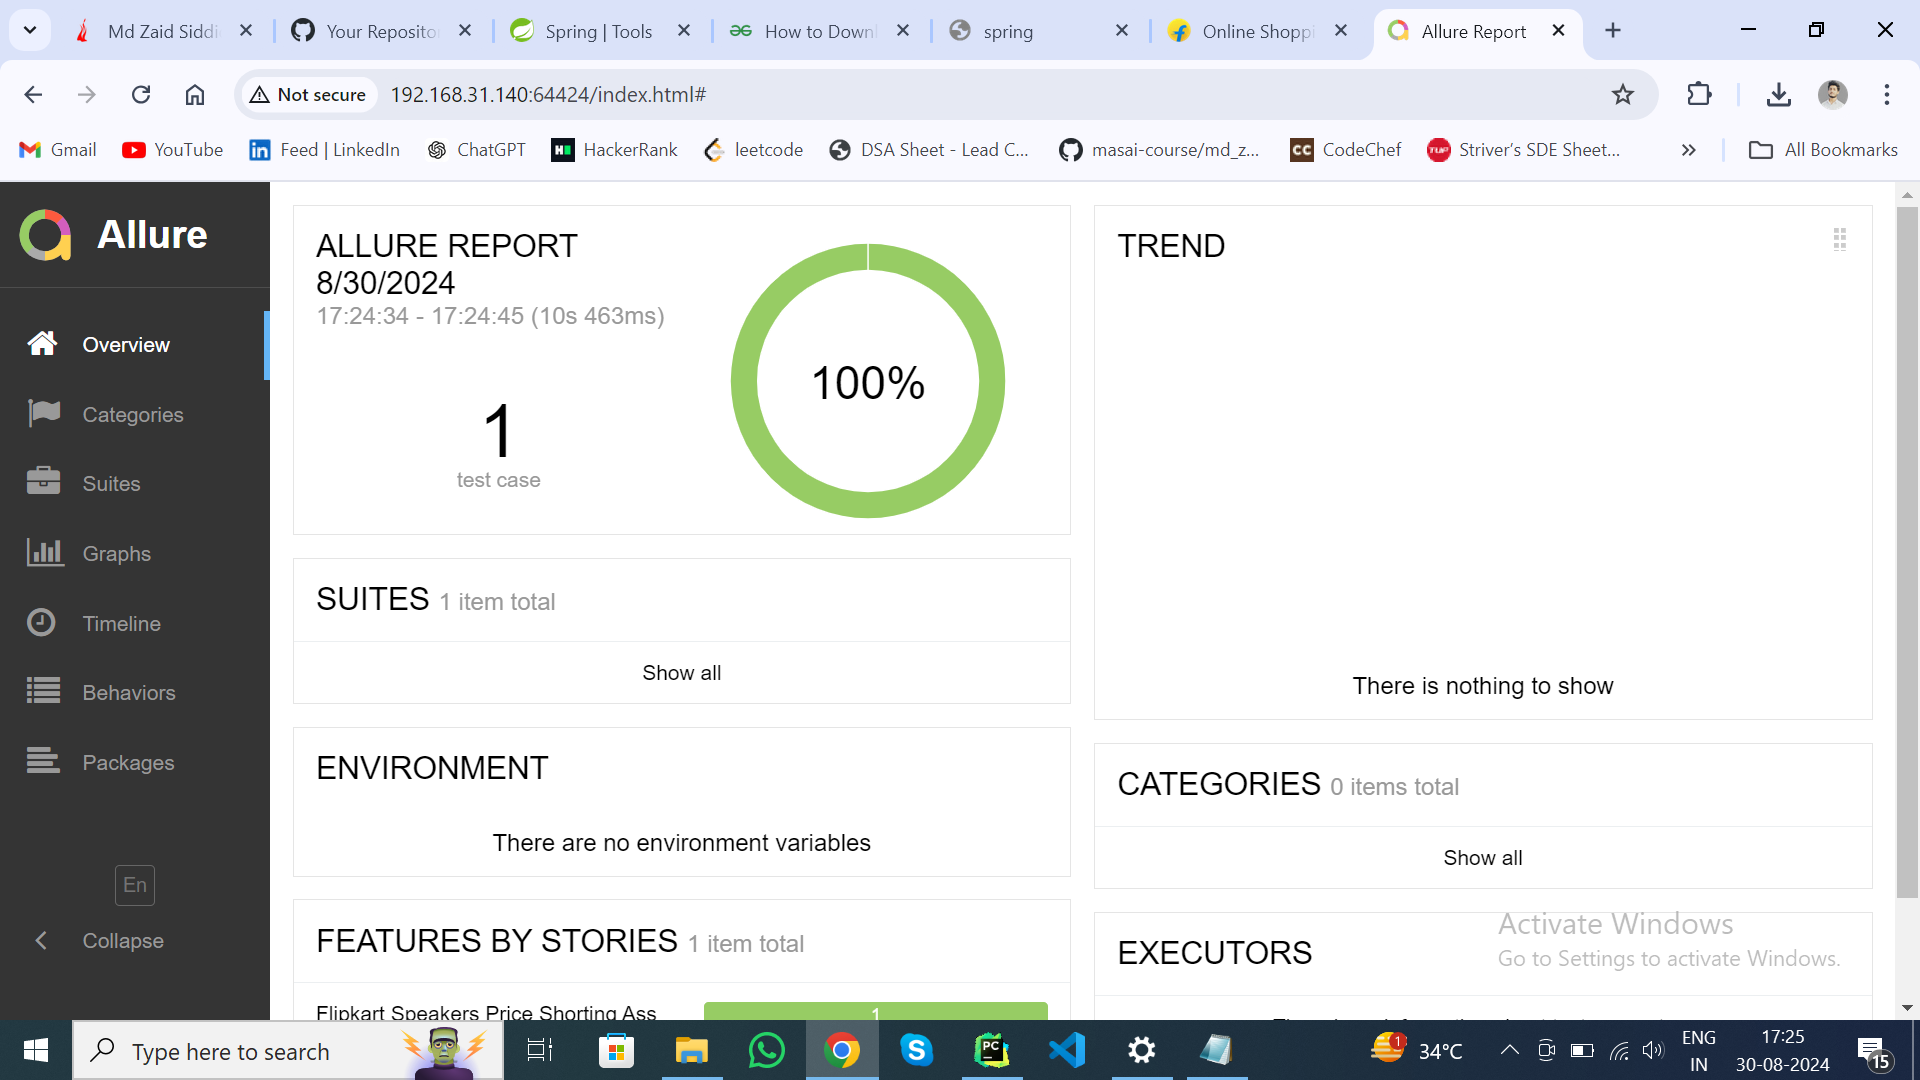 Md Zaid Siddi
Your Reposito
Spring | Tools
How to Downl
spring
Online Shoppi
Allure Report
Not secure
192.168.31.140:64424/index.html#
Gmail
YouTube
Feed | LinkedIn
ChatGPT
HackerRank
leetcode
DSA Sheet - Lead C...
masai-course/md_z...
CodeChef
Striver's SDE Sheet...
All Bookmarks
Allure
Overview
Categories
Suites
Graphs
Timeline
Behaviors
Packages
En
Collapse
ALLURE REPORT
8/30/2024
17:24:34 - 17:24:45 (10s 463ms)
1
test case
100%
SUITES 1 item total
Show all
ENVIRONMENT
There are no environment variables
FEATURES BY STORIES 1 item total
Flipkart Speakers Price Shorting Ass
1
TREND
There is nothing to show
CATEGORIES 0 items total
Show all
EXECUTORS
Activate Windows
Go to Settings to activate Windows.
Type here to search
34°C
ENG
IN
17:25
30-08-2024
15